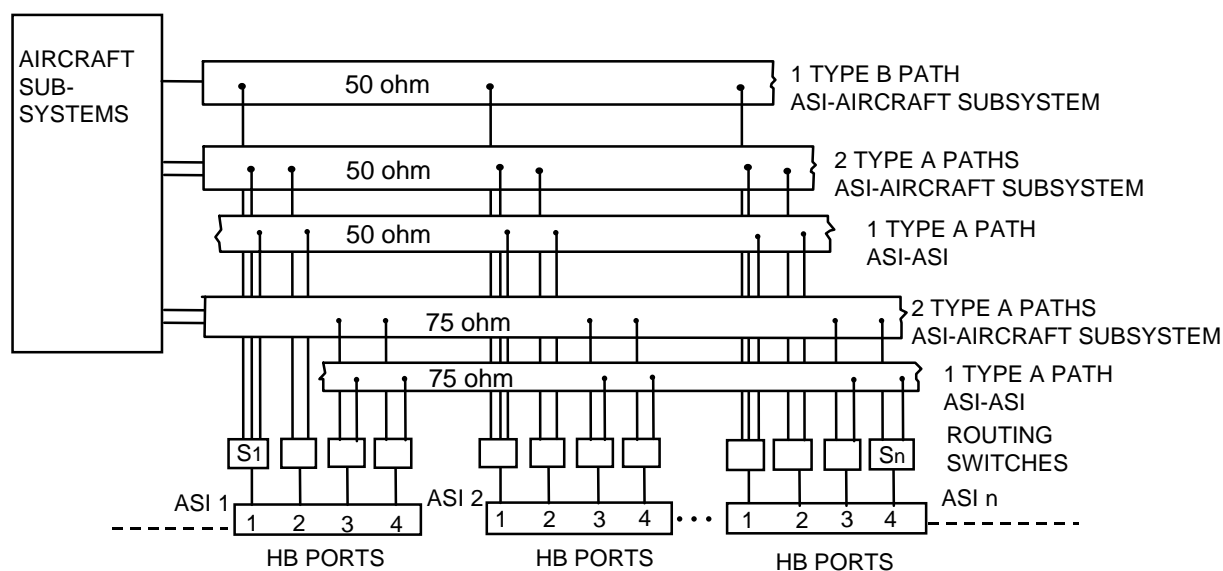 AIRCRAFT
SUB-
SYSTEMS
50 ohm
1 TYPE B PATH
ASI-AIRCRAFT SUBSYSTEM
50 ohm
2 TYPE A PATHS
ASI-AIRCRAFT SUBSYSTEM
50 ohm
1 TYPE A PATH
ASI-ASI
75 ohm
2 TYPE A PATHS
ASI-AIRCRAFT SUBSYSTEM
75 ohm
1 TYPE A PATH
ASI-ASI
S1
Sn
ROUTING
SWITCHES
ASI 1
1 2 3 4
HB PORTS
ASI 2
1 2 3 4
HB PORTS
...
1 2 3 4
ASI n
HB PORTS